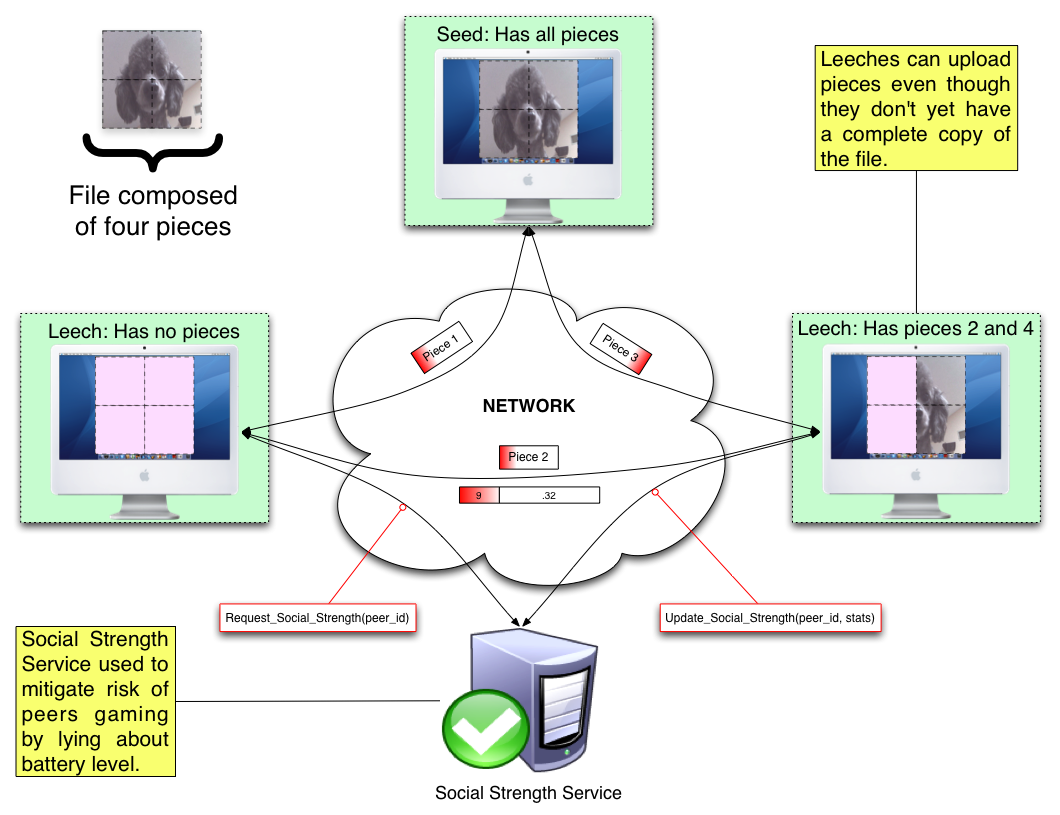 Seed: Has all pieces
Leeches can upload
pieces even though
they don't yet have
a complete copy of
the file.
File composed
of four pieces
Leech: Has no pieces
Leech: Has pieces 2 and 4
Piece 1
Piece 3
NETWORK
Piece 2
9 .32
Request_Social_Strength(peer_id)
Update_Social_Strength(peer_id, stats)
Social Strength
Service used to
mitigate risk of
peers gaming
by lying about
battery level.
Social Strength Service